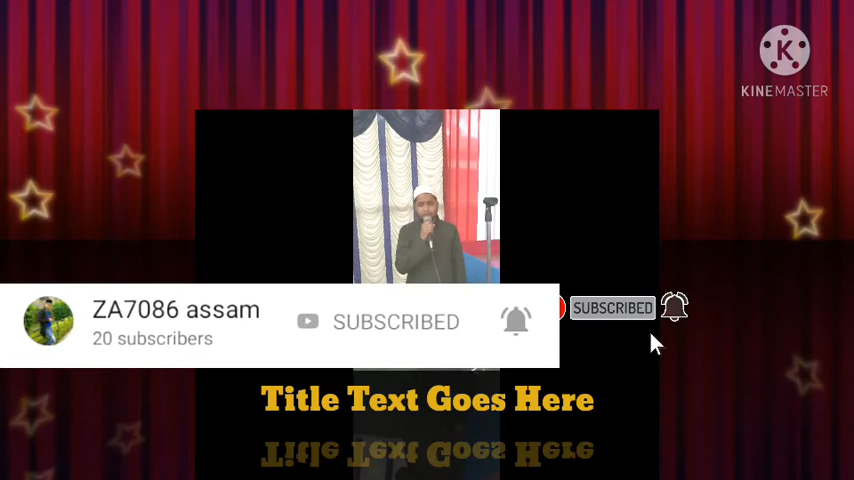 KINEMASTER
ZA7086 assam
20 subscribers
SUBSCRIBED
SUBSCRIBED
Title Text Goes Here
Title Text Goes Here